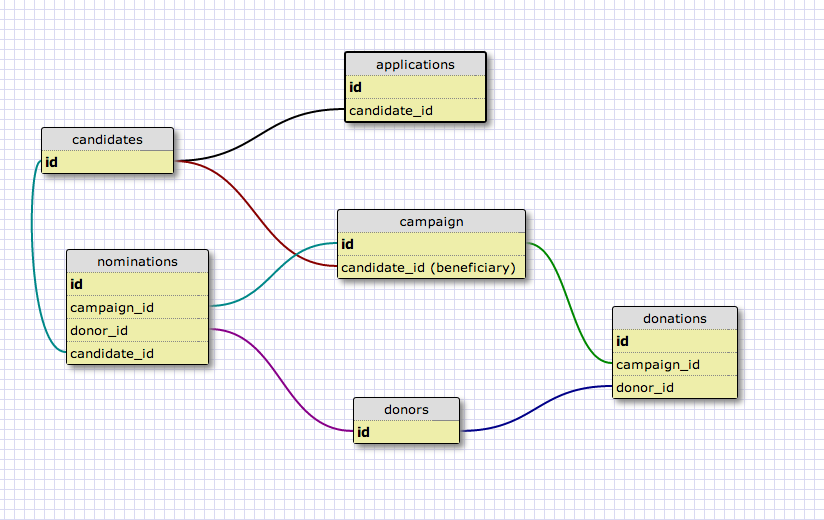 applications
id
candidate_id
candidates
id
campaign
id
candidate_id (beneficiary)
nominations
id
campaign_id
donor_id
candidate_id
donations
id
campaign_id
donor_id
donors
id